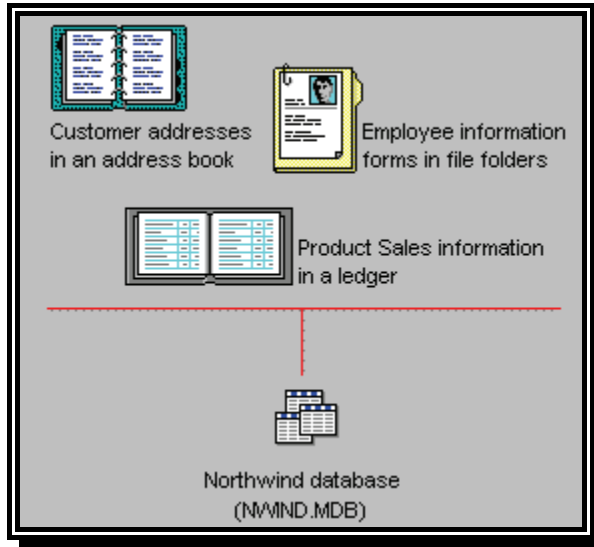 Customer addresses
in an address book
Employee information
forms in file folders
Product Sales information
in a ledger
Northwind database
(NWIND.MDB)